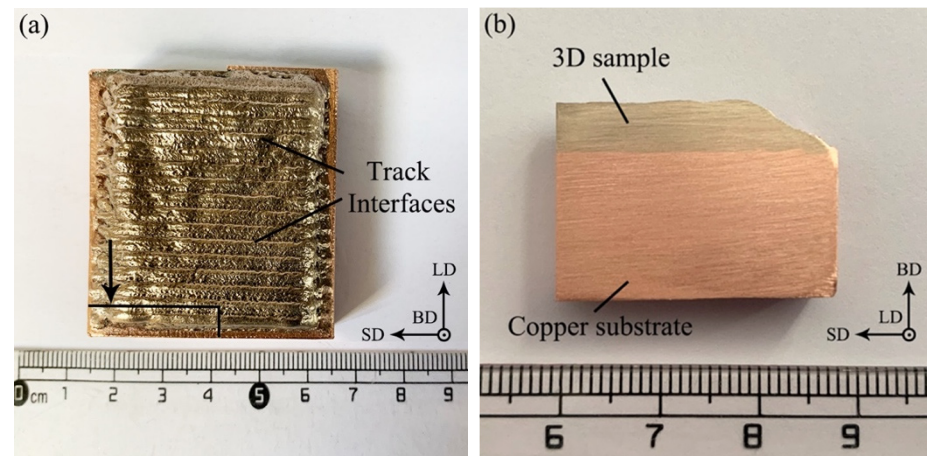 (a)
Track
Interfaces
LD
BD
SD
0 cm 1 2 3 4 5 6 7 8 9
(b)
3D sample
Copper substrate
BD
LD
SD
6 7 8 9